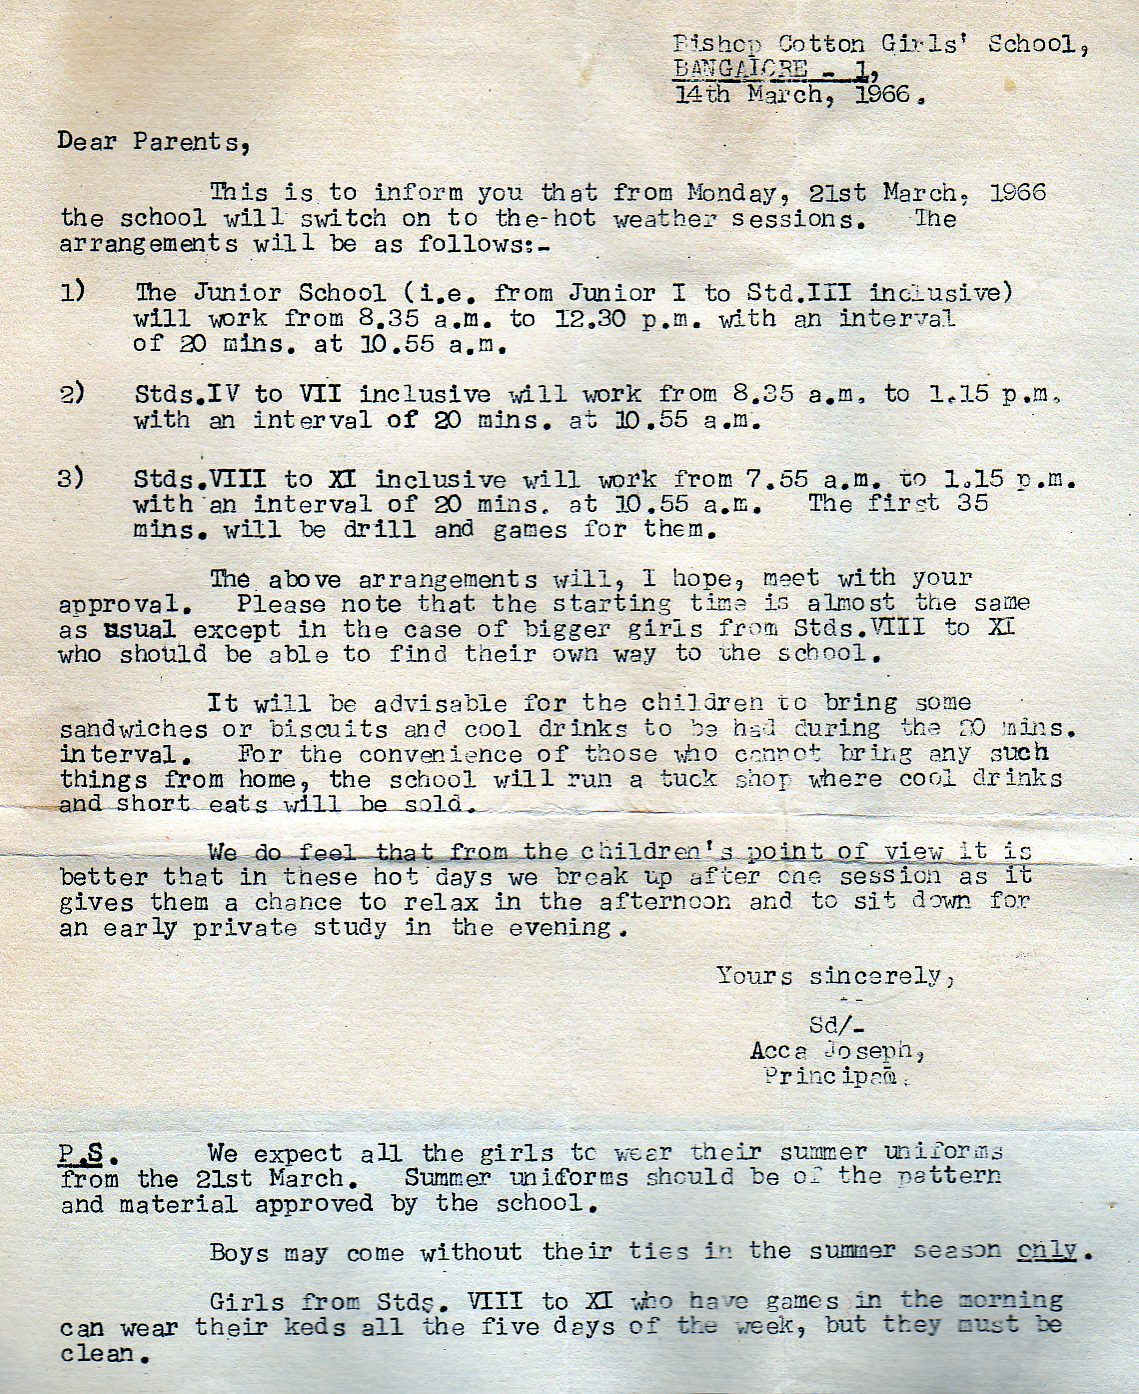 Bishop Cotton Girls' School,
BANGALORE - 1,
14th March, 1966.
Dear Parents,
This is to inform you that from Monday, 21st March, 1966
the school will switch on to the-hot weather sessions. The
arrangements will be as follows:-
1) The Junior School (i.e. from Junior I to Std.III inclusive)
will work from 8.35 a.m. to 12.30 p.m. with an interval
of 20 mins. at 10.55 a.m.
2) Stds.IV to VII inclusive will work from 8.35 a.m. to 1.15 p.m.
with an interval of 20 mins. at 10.55 a.m.
3) Stds.VIII to XI inclusive will work from 7.55 a.m. to 1.15 p.m.
with an interval of 20 mins. at 10.55 a.m. The first 35
mins. will be drill and games for them.
The above arrangements will, I hope, meet with your
approval. Please note that the starting time is almost the same
as usual except in the case of bigger girls from Stds.VIII to XI
who should be able to find their own way to the school.
It will be advisable for the children to bring some
sandwiches or biscuits and cool drinks to be had during the 20 mins.
interval. For the convenience of those who cannot bring any such
things from home, the school will run a tuck shop where cool drinks
and short eats will be sold.
We do feel that from the children's point of view it is
better that in these hot days we break up after one session as it
gives them a chance to relax in the afternoon and to sit down for
an early private study in the evening.
Yours sincerely,
Sd/-
Acca Joseph,
Principal.
P.S. We expect all the girls to wear their summer uniforms
from the 21st March. Summer uniforms should be of the pattern
and material approved by the school.
Boys may come without their ties in the summer season only.
Girls from Stds. VIII to XI who have games in the morning
can wear their keds all the five days of the week, but they must be
clean.